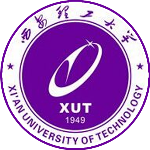 西安理工大学
XUT
1949
XI'AN UNIVERSITY OF TECHNOLOGY